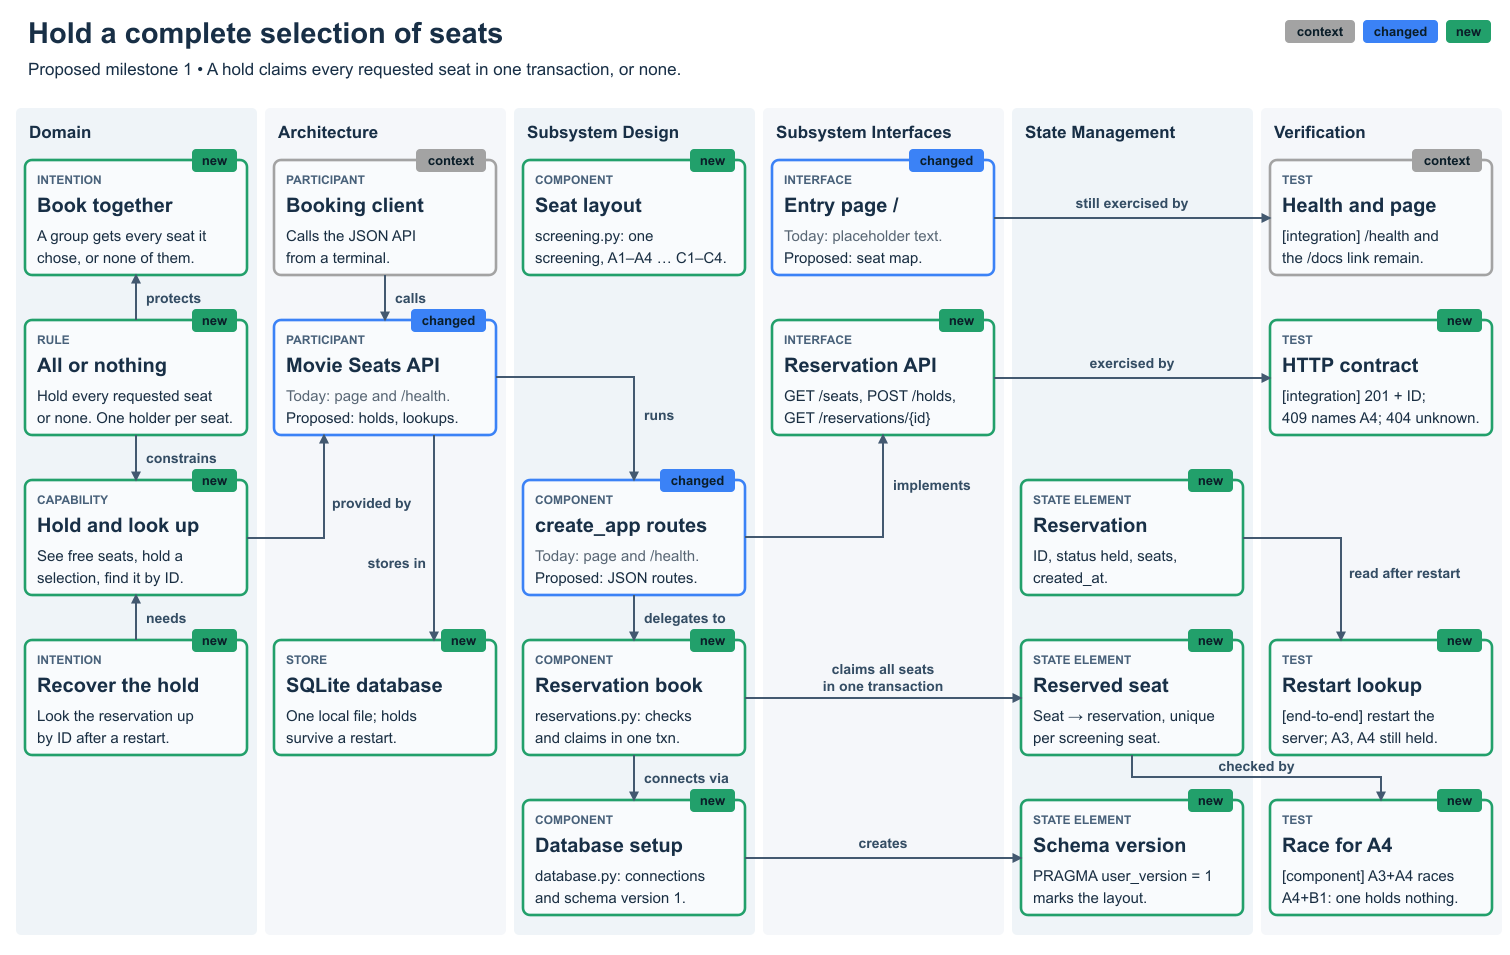 Hold a complete selection of seats
context
changed
new
Proposed milestone 1 • A hold claims every requested seat in one transaction, or none.
Domain
new
INTENTION
Book together
A group gets every seat it
chose, or none of them.
protects
new
RULE
All or nothing
Hold every requested seat
or none. One holder per seat.
constrains
new
CAPABILITY
Hold and look up
See free seats, hold a
selection, find it by ID.
needs
new
INTENTION
Recover the hold
Look the reservation up
by ID after a restart.
Architecture
context
PARTICIPANT
Booking client
Calls the JSON API
from a terminal.
calls
changed
PARTICIPANT
Movie Seats API
Today: page and /health.
Proposed: holds, lookups.
provided by
stores in
new
STORE
SQLite database
One local file; holds
survive a restart.
Subsystem Design
new
COMPONENT
Seat layout
screening.py: one
screening, A1–A4 … C1–C4.
runs
changed
COMPONENT
create_app routes
Today: page and /health.
Proposed: JSON routes.
delegates to
new
COMPONENT
Reservation book
reservations.py: checks
and claims in one txn.
connects via
new
COMPONENT
Database setup
database.py: connections
and schema version 1.
Subsystem Interfaces
changed
INTERFACE
Entry page /
Today: placeholder text.
Proposed: seat map.
new
INTERFACE
Reservation API
GET /seats, POST /holds,
GET /reservations/{id}
implements
claims all seats
in one transaction
creates
State Management
still exercised by
exercised by
new
STATE ELEMENT
Reservation
ID, status held, seats,
created_at.
read after restart
new
STATE ELEMENT
Reserved seat
Seat → reservation, unique
per screening seat.
checked by
new
STATE ELEMENT
Schema version
PRAGMA user_version = 1
marks the layout.
Verification
context
TEST
Health and page
[integration] /health and
the /docs link remain.
new
TEST
HTTP contract
[integration] 201 + ID;
409 names A4; 404 unknown.
new
TEST
Restart lookup
[end-to-end] restart the
server; A3, A4 still held.
new
TEST
Race for A4
[component] A3+A4 races
A4+B1: one holds nothing.